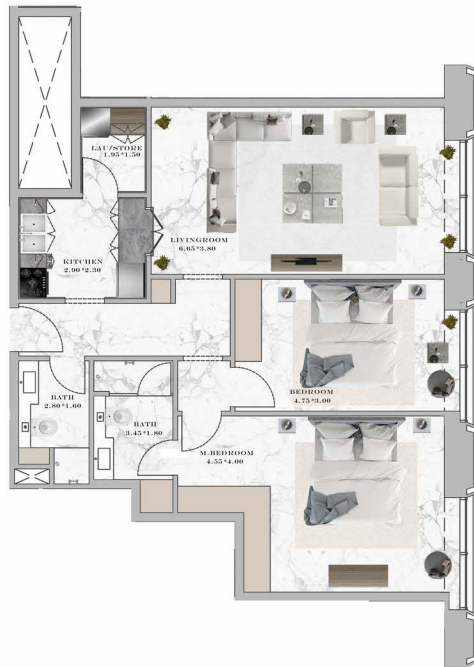 LAU/STORE
1.95*1.50
LIVINGROOM
6.65*3.80
KITCHEN
2.90*2.30
BEDROOM
4.75*3.00
BATH
2.80*1.60
BATH
3.45*1.80
M.BEDROOM
4.55*4.00